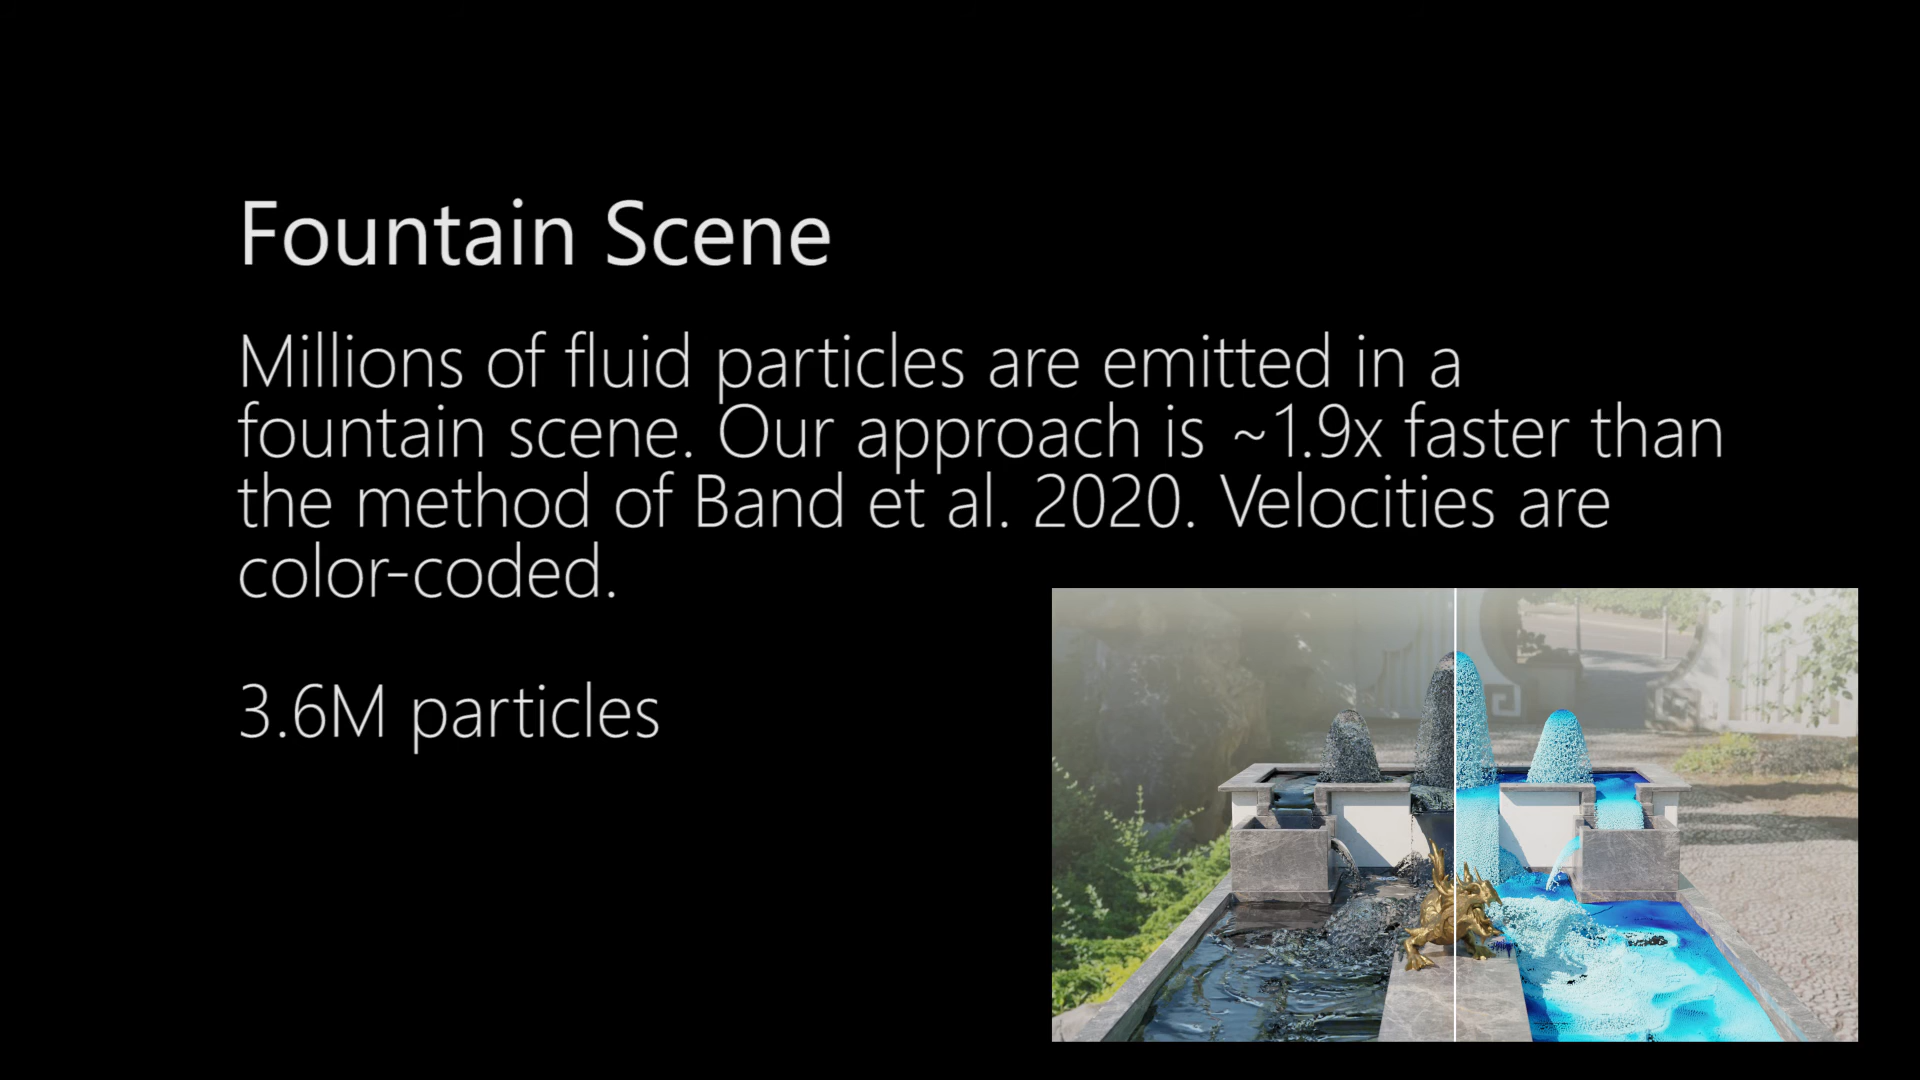 Fountain Scene
Millions of fluid particles are emitted in a
fountain scene. Our approach is ~1.9x faster than
the method of Band et al. 2020. Velocities are
color-coded.
3.6M particles